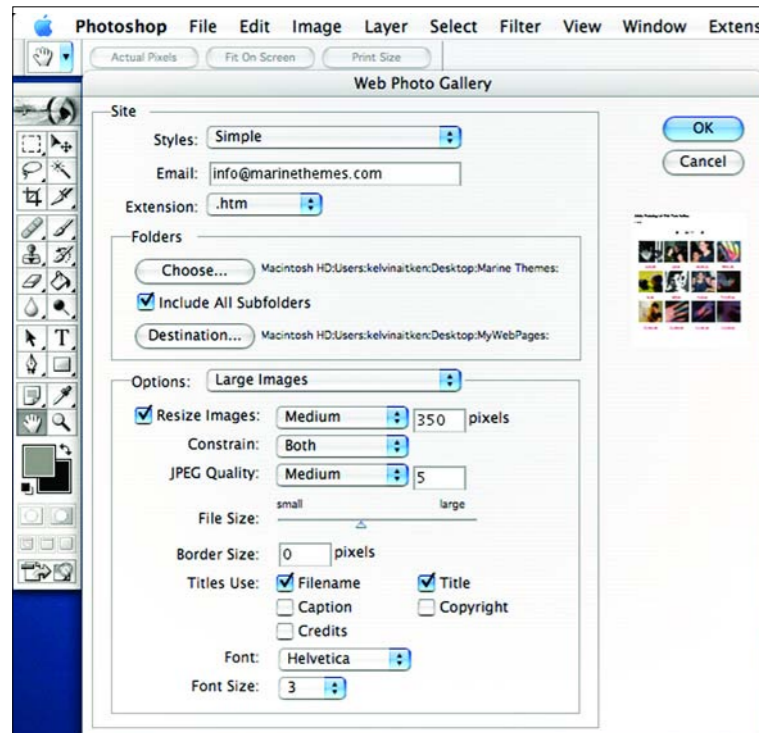 Photoshop File Edit Image Layer Select Filter View Window Extens
Actual Pixels Fit On Screen Print Size
Web Photo Gallery
Site
OK
Styles: Simple
Cancel
Email: info@marinethemes.com
Extension: .htm
Folders
Choose... Macintosh HD:Users:kelvinaitken:Desktop:Marine Themes:
Include All Subfolders
Destination... Macintosh HD:Users:kelvinaitken:Desktop:MyWebPages:
Options: Large Images
Resize Images: Medium 350 pixels
Constrain: Both
JPEG Quality: Medium 5
small large
File Size:
Border Size: 0 pixels
Titles Use: Filename Title
Caption Copyright
Credits
Font: Helvetica
Font Size: 3